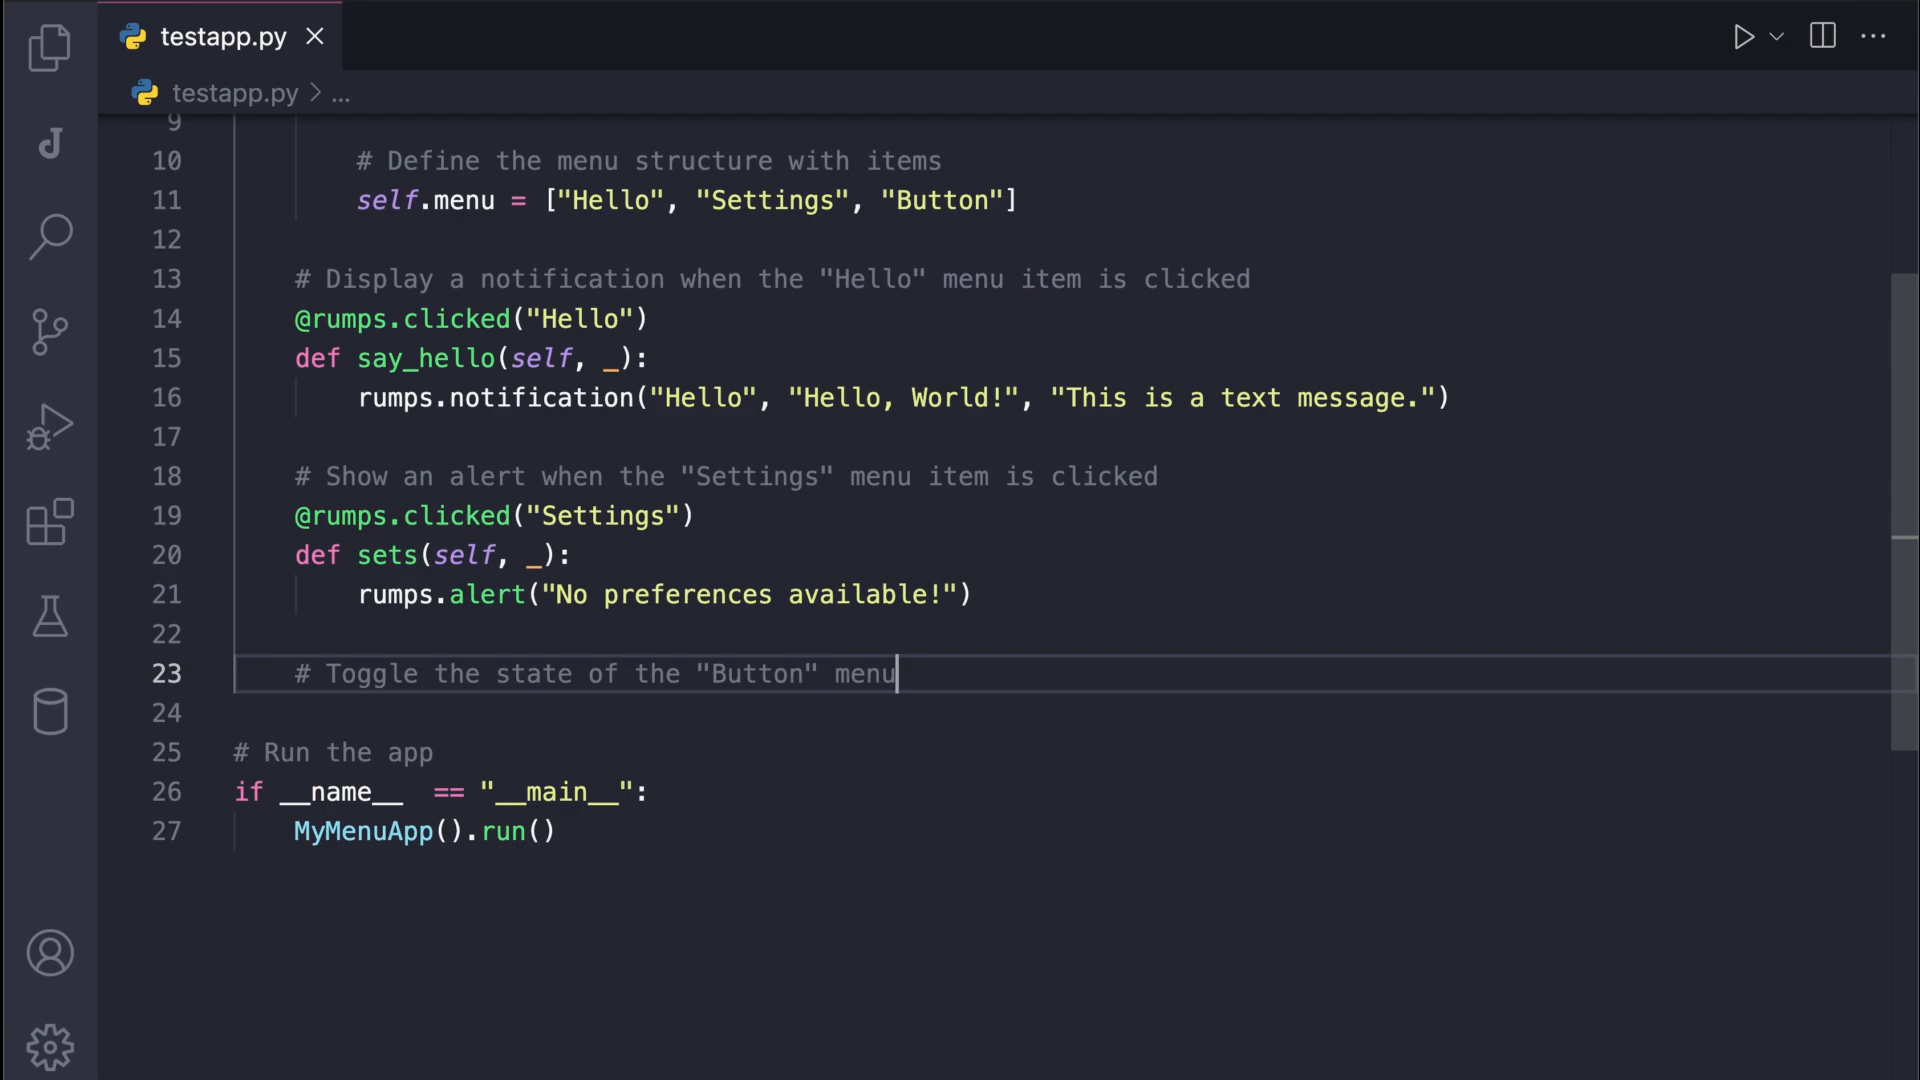 testapp.py
testapp.py > ...
9
10 # Define the menu structure with items
11 self.menu = ["Hello", "Settings", "Button"]
12
13 # Display a notification when the "Hello" menu item is clicked
14 @rumps.clicked("Hello")
15 def say_hello(self, _):
16 rumps.notification("Hello", "Hello, World!", "This is a text message.")
17
18 # Show an alert when the "Settings" menu item is clicked
19 @rumps.clicked("Settings")
20 def sets(self, _):
21 rumps.alert("No preferences available!")
22
23 # Toggle the state of the "Button" menu
24
25 # Run the app
26 if __name__ == "__main__":
27 MyMenuApp().run()